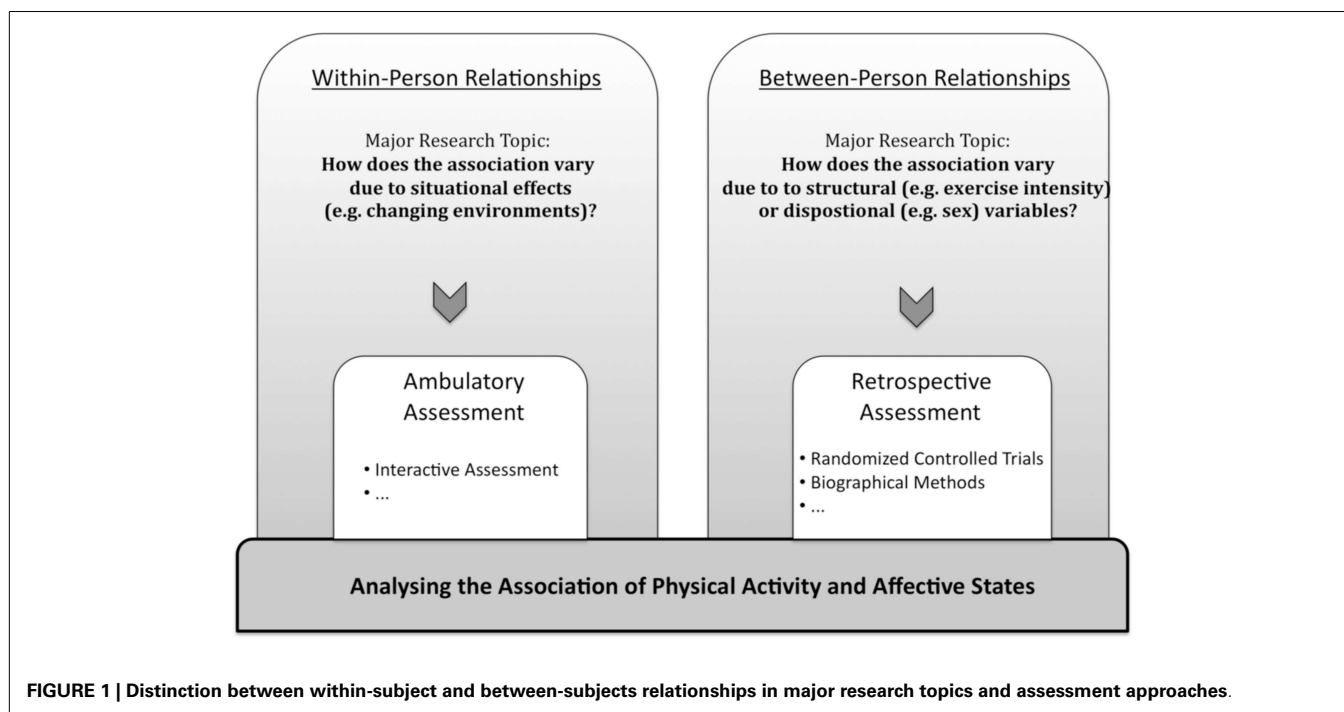 Within-Person Relationships
Major Research Topic:
How does the association vary
due to situational effects
(e.g. changing environments)?
Ambulatory
Assessment
• Interactive Assessment
• ...
Between-Person Relationships
Major Research Topic:
How does the association vary
due to to structural (e.g. exercise intensity)
or dispostional (e.g. sex) variables?
Retrospective
Assessment
• Randomized Controlled Trials
• Biographical Methods
• ...
Analysing the Association of Physical Activity and Affective States
FIGURE 1 | Distinction between within-subject and between-subjects relationships in major research topics and assessment approaches.